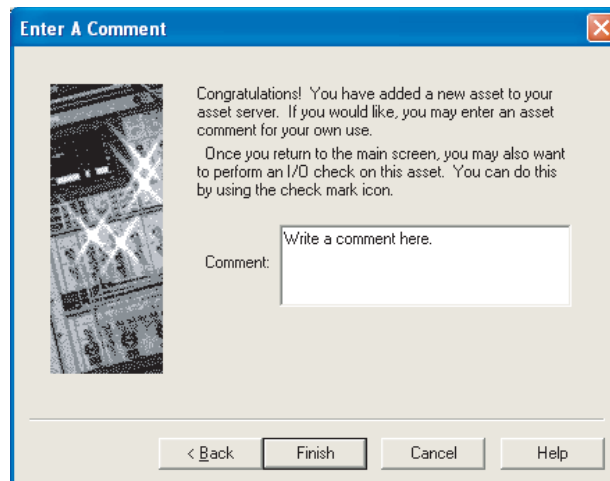 Enter A Comment
Congratulations!  You have added a new asset to your
asset server.  If you would like, you may enter an asset
comment for your own use.
Once you return to the main screen, you may also want
to perform an I/O check on this asset.  You can do this
by using the check mark icon.
Comment:
Write a comment here.
< Back
Finish
Cancel
Help